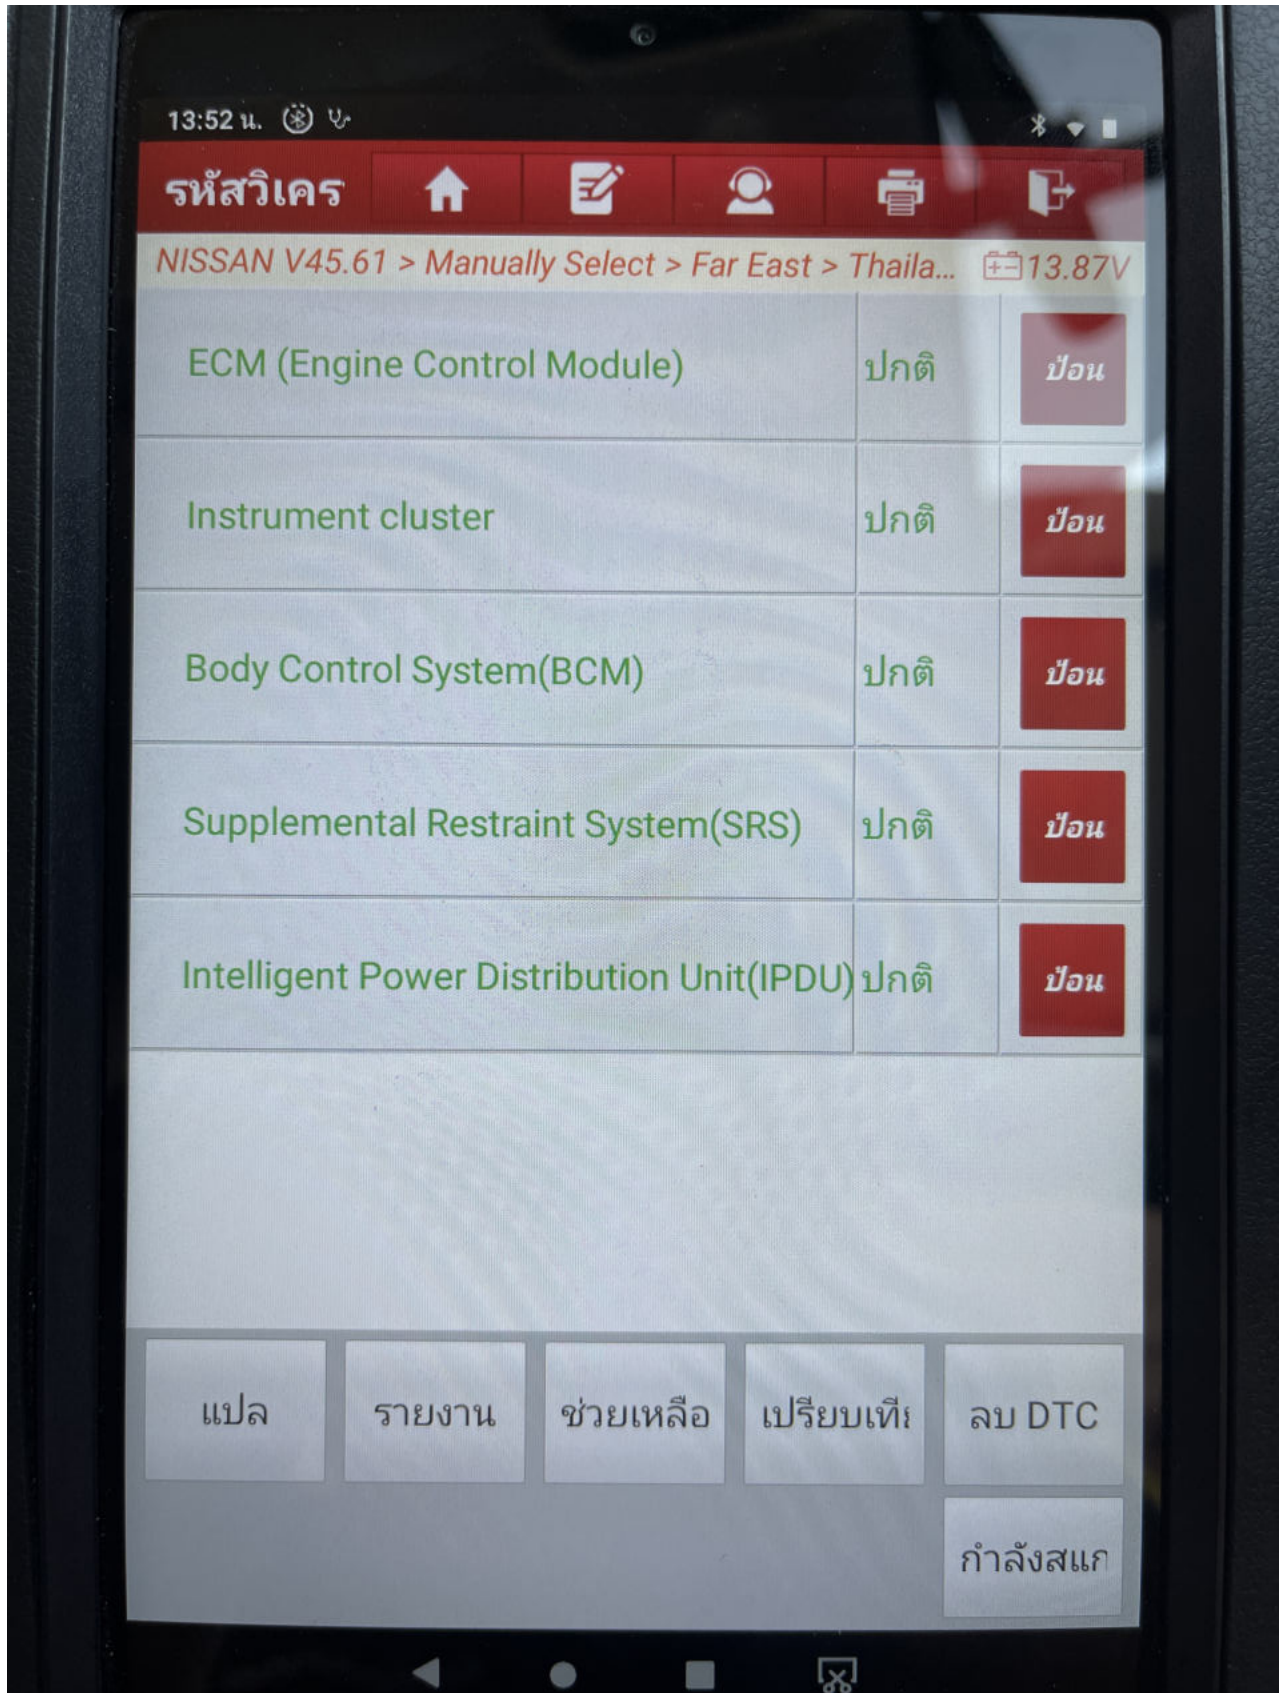 13:52 น.
รหัสวิเคร
NISSAN V45.61 > Manually Select > Far East > Thaila... 13.87V
ECM (Engine Control Module) ปกติ ป้อน
Instrument cluster ปกติ ป้อน
Body Control System(BCM) ปกติ ป้อน
Supplemental Restraint System(SRS) ปกติ ป้อน
Intelligent Power Distribution Unit(IPDU) ปกติ ป้อน
แปล รายงาน ช่วยเหลือ เปรียบเที ลบ DTC
กำลังสแก